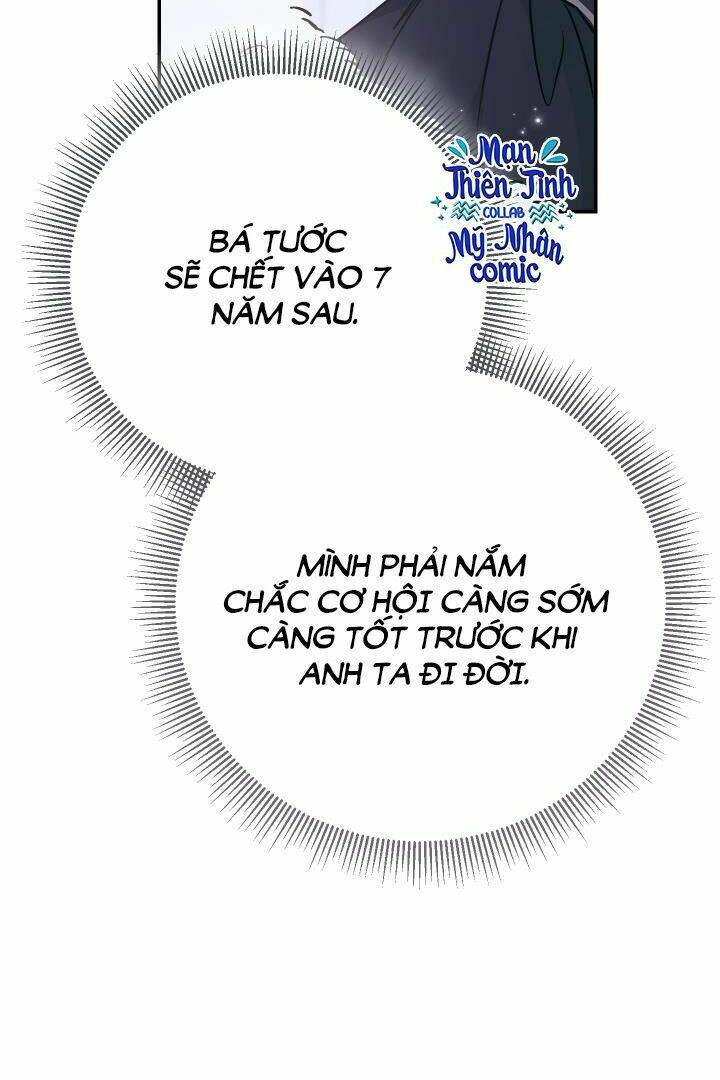 Mạn
Thiên Tình
COLLAB
Mỹ Nhân
comic
BÁ TƯỚC
SẼ CHẾT VÀO 7
NĂM SAU.
MÌNH PHẢI NẮM
CHẮC CƠ HỘI CÀNG SỚM
CÀNG TỐT TRƯỚC KHI
ANH TA ĐI ĐỜI.